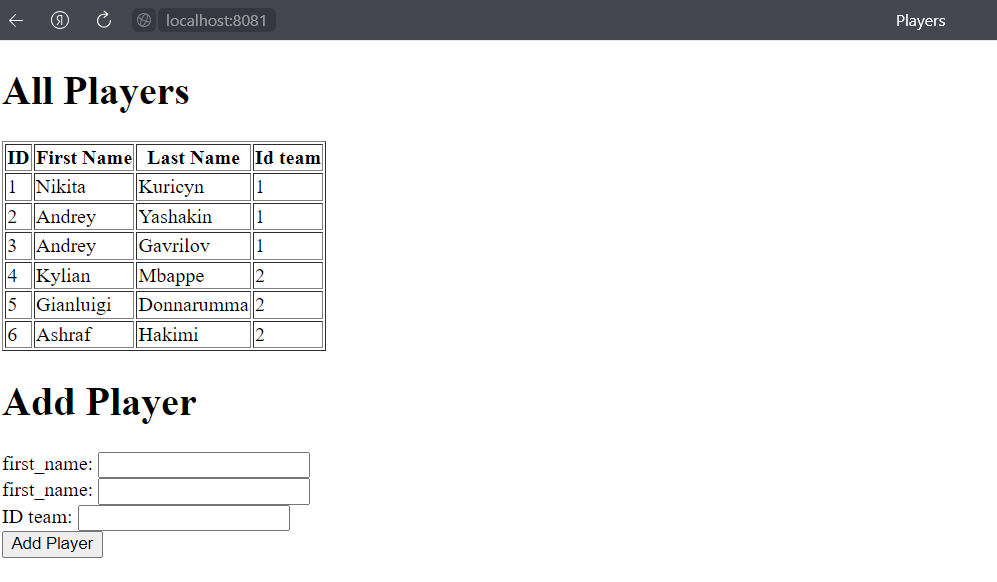 Я localhost:8081 Players
All Players
ID First Name Last Name Id team
1 Nikita Kuricyn 1
2 Andrey Yashakin 1
3 Andrey Gavrilov 1
4 Kylian Mbappe 2
5 Gianluigi Donnarumma 2
6 Ashraf Hakimi 2
Add Player
first_name:
first_name:
ID team:
Add Player